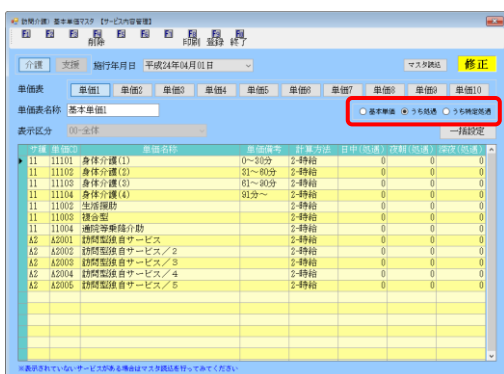 訪問介護) 基本単価マスタ 【サービス内容管理】
削除 印刷 登録 終了
介護 支援 施行年月日 平成24年04月01日 マスタ読込 修正
単価表 単価1 単価2 単価3 単価4 単価5 単価6 単価7 単価8 単価9 単価10
単価表名称 基本単価1 基本単価 うち処遇 うち特定処遇
表示区分 00-全体 一括設定
サ種 単価CD 単価名称 単価備考 計算方法 日中(処遇) 夜朝(処遇) 深夜(処遇)
11 11101 身体介護(1) 0～30分 2-時給 0 0 0
11 11102 身体介護(2) 31～60分 2-時給 0 0 0
11 11103 身体介護(3) 61～90分 2-時給 0 0 0
11 11104 身体介護(4) 91分～ 2-時給 0 0 0
11 11002 生活援助 2-時給 0 0 0
11 11003 複合型 2-時給 0 0 0
11 11004 通院等乗降介助 2-時給 0 0 0
A2 A2001 訪問型独自サービス 2-時給 0 0 0
A2 A2002 訪問型独自サービス／2 2-時給 0 0 0
A2 A2003 訪問型独自サービス／3 2-時給 0 0 0
A2 A2004 訪問型独自サービス／4 2-時給 0 0 0
A2 A2005 訪問型独自サービス／5 2-時給 0 0 0
※表示されていないサービスがある場合はマスタ読込を行ってみてください